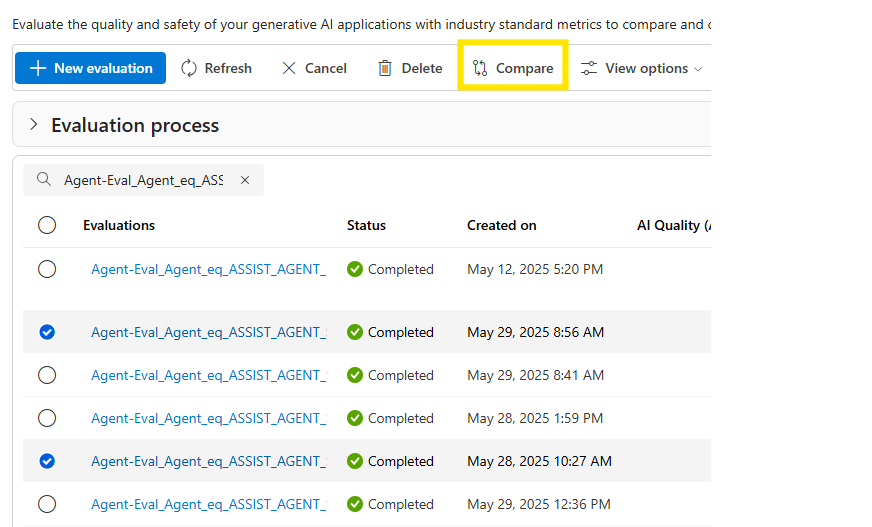 Evaluate the quality and safety of your generative AI applications with industry standard metrics to compare and
New evaluation Refresh Cancel Delete Compare View options
Evaluation process
Agent-Eval_Agent_eq_ASS
Evaluations Status Created on AI Quality (
Agent-Eval_Agent_eq_ASSIST_AGENT_ Completed May 12, 2025 5:20 PM
Agent-Eval_Agent_eq_ASSIST_AGENT_ Completed May 29, 2025 8:56 AM
Agent-Eval_Agent_eq_ASSIST_AGENT_ Completed May 29, 2025 8:41 AM
Agent-Eval_Agent_eq_ASSIST_AGENT_ Completed May 28, 2025 1:59 PM
Agent-Eval_Agent_eq_ASSIST_AGENT_ Completed May 28, 2025 10:27 AM
Agent-Eval_Agent_eq_ASSIST_AGENT_ Completed May 29, 2025 12:36 PM